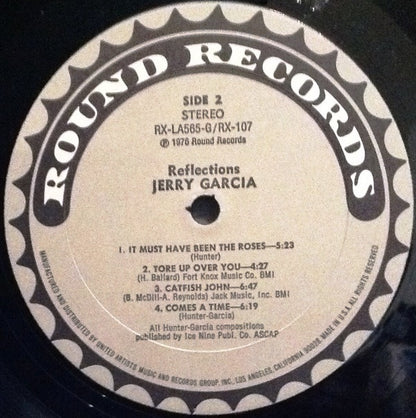 ROUND RECORDS
SIDE 2
STEREO
RX-LA565-G/RX-107
℗ 1976 Round Records
Reflections
JERRY GARCIA
1. IT MUST HAVE BEEN THE ROSES—5:23
(Hunter)
2. TORE UP OVER YOU—4:27
(H. Ballard) Fort Knox Music Co. BMI
3. CATFISH JOHN—6:47
(B. McDill-A. Reynolds) Jack Music, Inc. BMI
4. COMES A TIME—6:19
(Hunter-Garcia)
All Hunter-Garcia compositions
published by Ice Nine Publ. Co. ASCAP
MANUFACTURED AND DISTRIBUTED BY UNITED ARTISTS MUSIC AND RECORDS GROUP, INC., LOS ANGELES, CALIFORNIA 90028. MADE IN U.S.A. ALL RIGHTS RESERVED